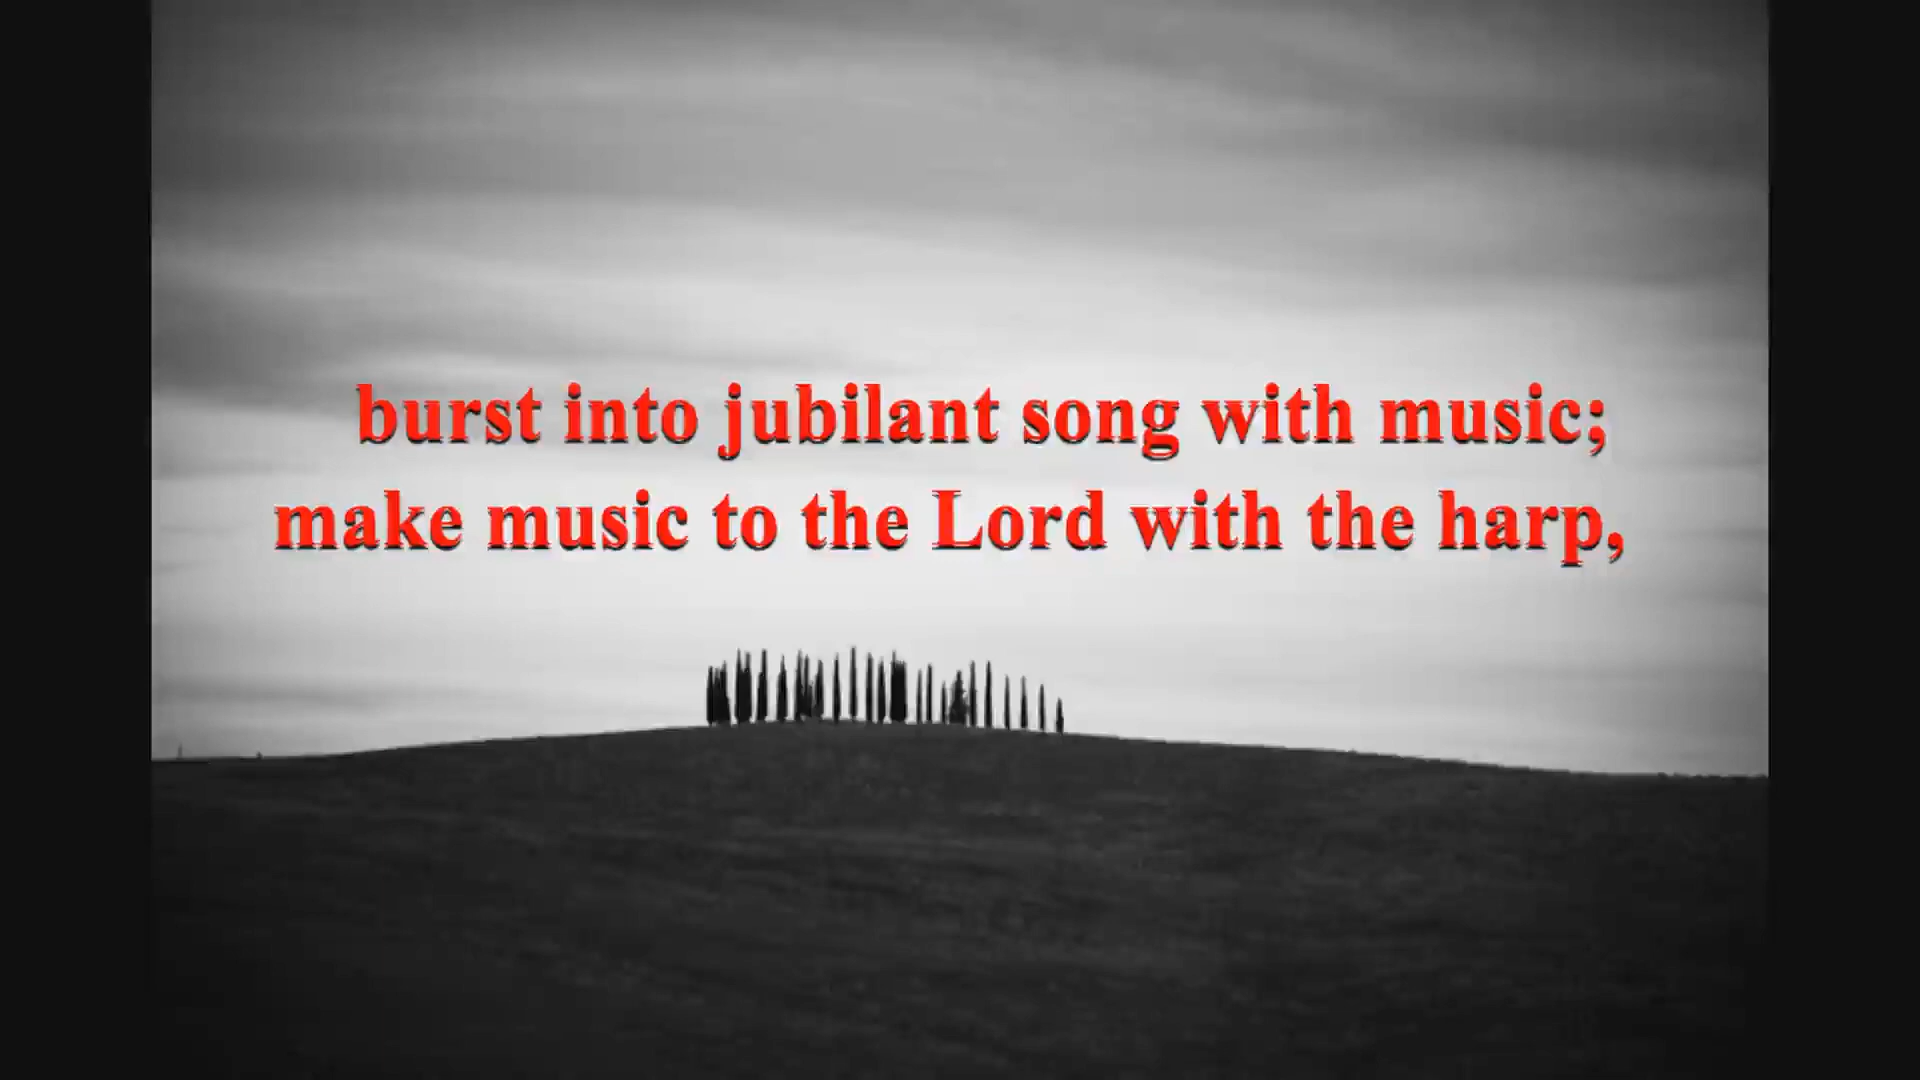 burst into jubilant song with music;
make music to the Lord with the harp,